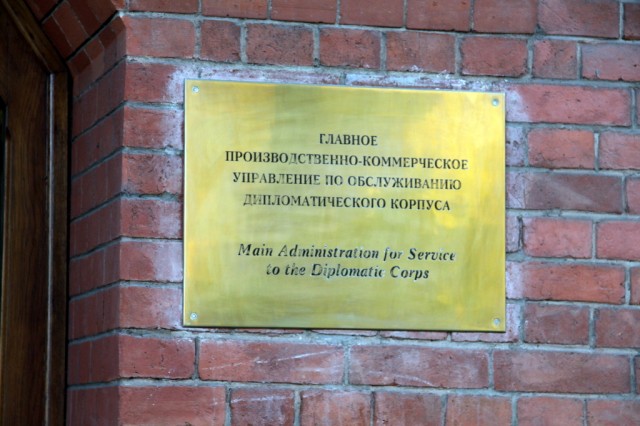 ГЛАВНОЕ
ПРОИЗВОДСТВЕННО-КОММЕРЧЕСКОЕ
УПРАВЛЕНИЕ ПО ОБСЛУЖИВАНИЮ
ДИПЛОМАТИЧЕСКОГО КОРПУСА
Main Administration for Service
to the Diplomatic Corps